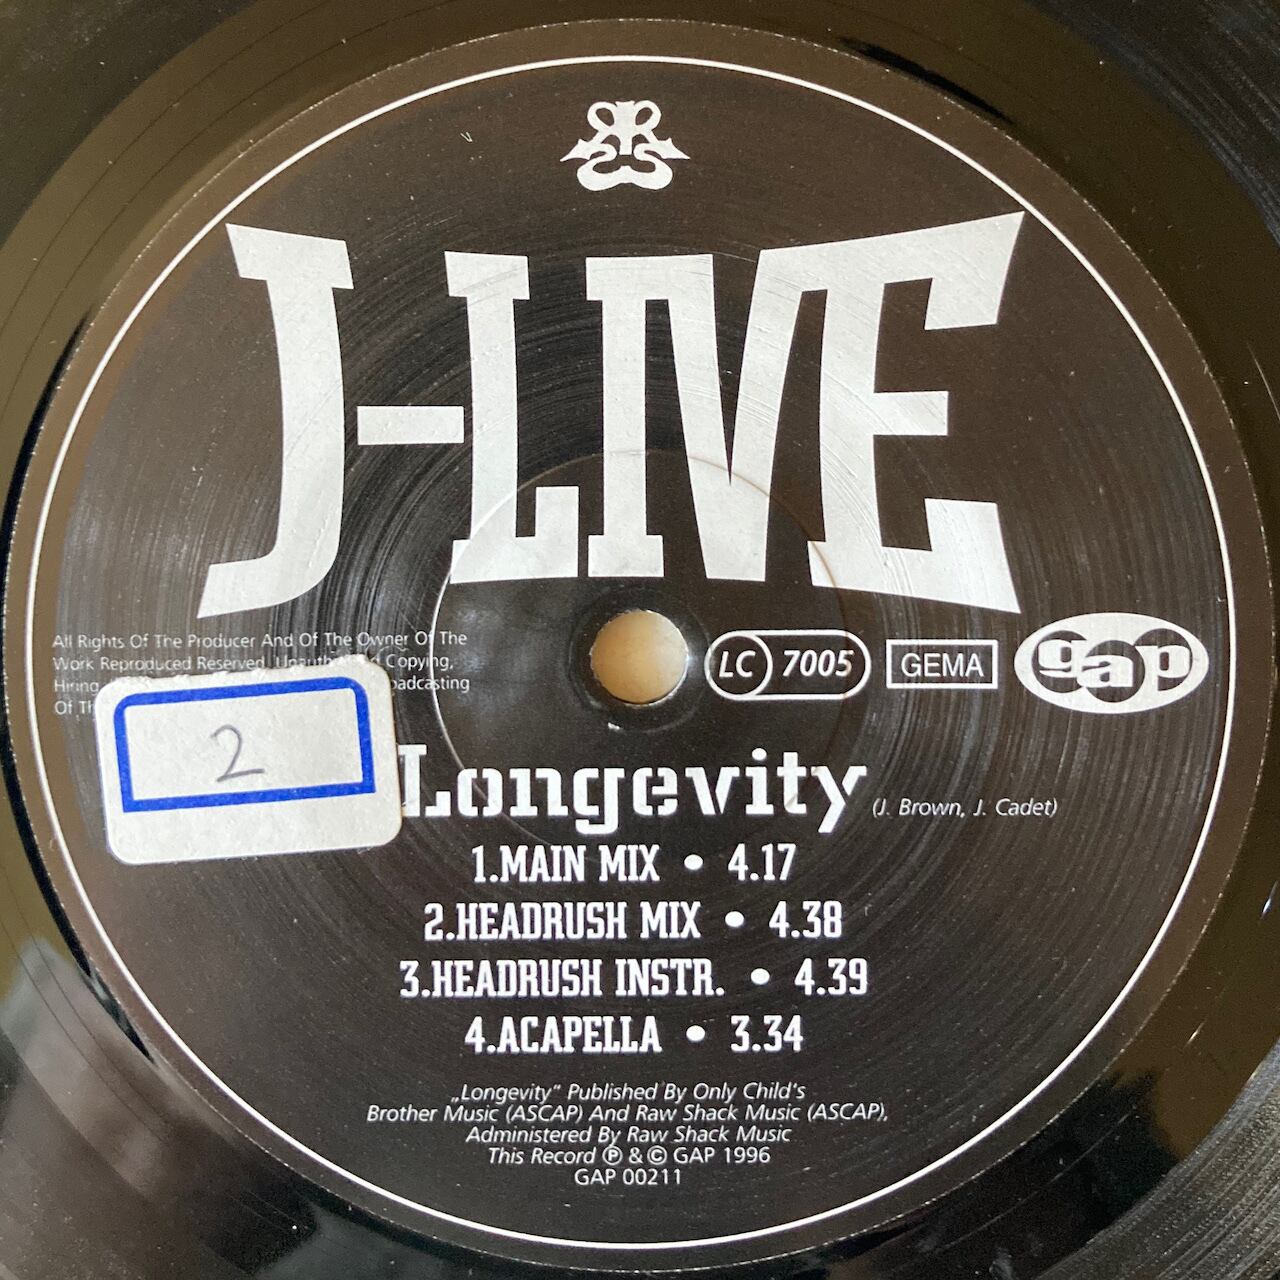 J-LIVE
All Rights Of The Producer And Of The Owner Of The
Work Reproduced Reserved. Copying,
Hiring
Of
LC 7005
GEMA
gap
2
Longevity (J. Brown, J. Cadet)
1.MAIN MIX • 4.17
2.HEADRUSH MIX • 4.38
3.HEADRUSH INSTR. • 4.39
4.ACAPELLA • 3.34
„Longevity" Published By Only Child's
Brother Music (ASCAP) And Raw Shack Music (ASCAP),
Administered By Raw Shack Music
This Record ℗ & © GAP 1996
GAP 00211